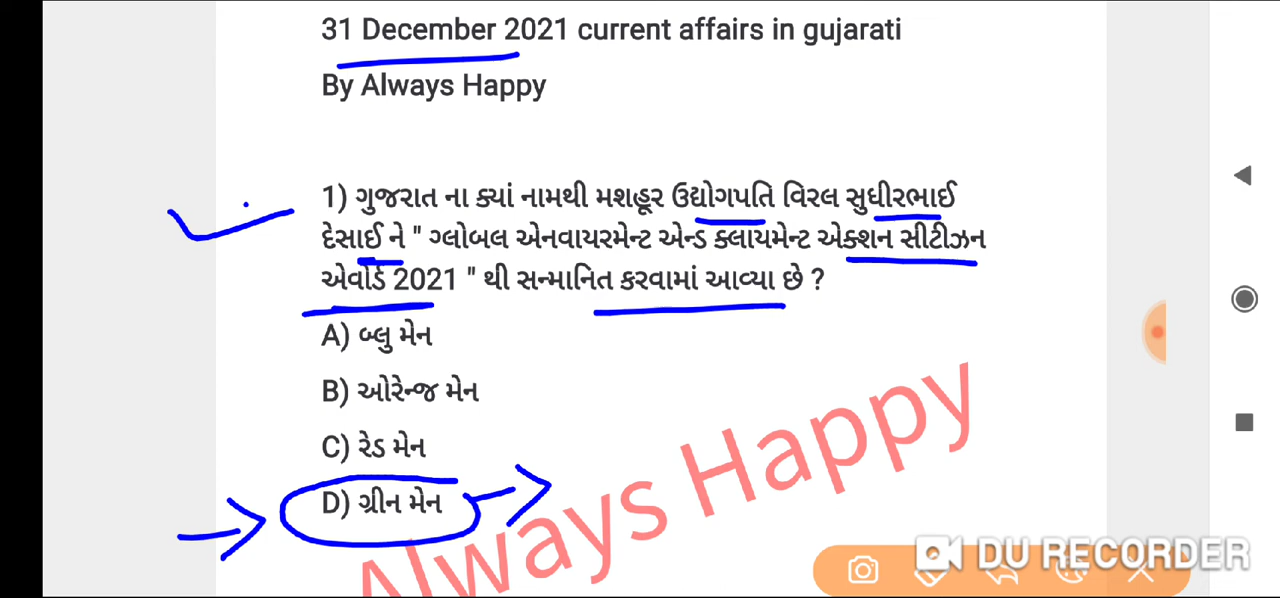 31 December 2021 current affairs in gujarati
By Always Happy
1) ગુજરાત ના ક્યાં નામથી મશહૂર ઉદ્યોગપતિ વિરલ સુધીરભાઈ
દેસાઈ ને " ગ્લોબલ એનવાયરમેન્ટ એન્ડ ક્લાયમેન્ટ એક્શન સીટીઝન
એવોર્ડ 2021 " થી સન્માનિત કરવામાં આવ્યા છે ?
A) બ્લુ મેન
B) ઓરેન્જ મેન
C) રેડ મેન
D) ગ્રીન મેન
Always Happy
DU RECORDER